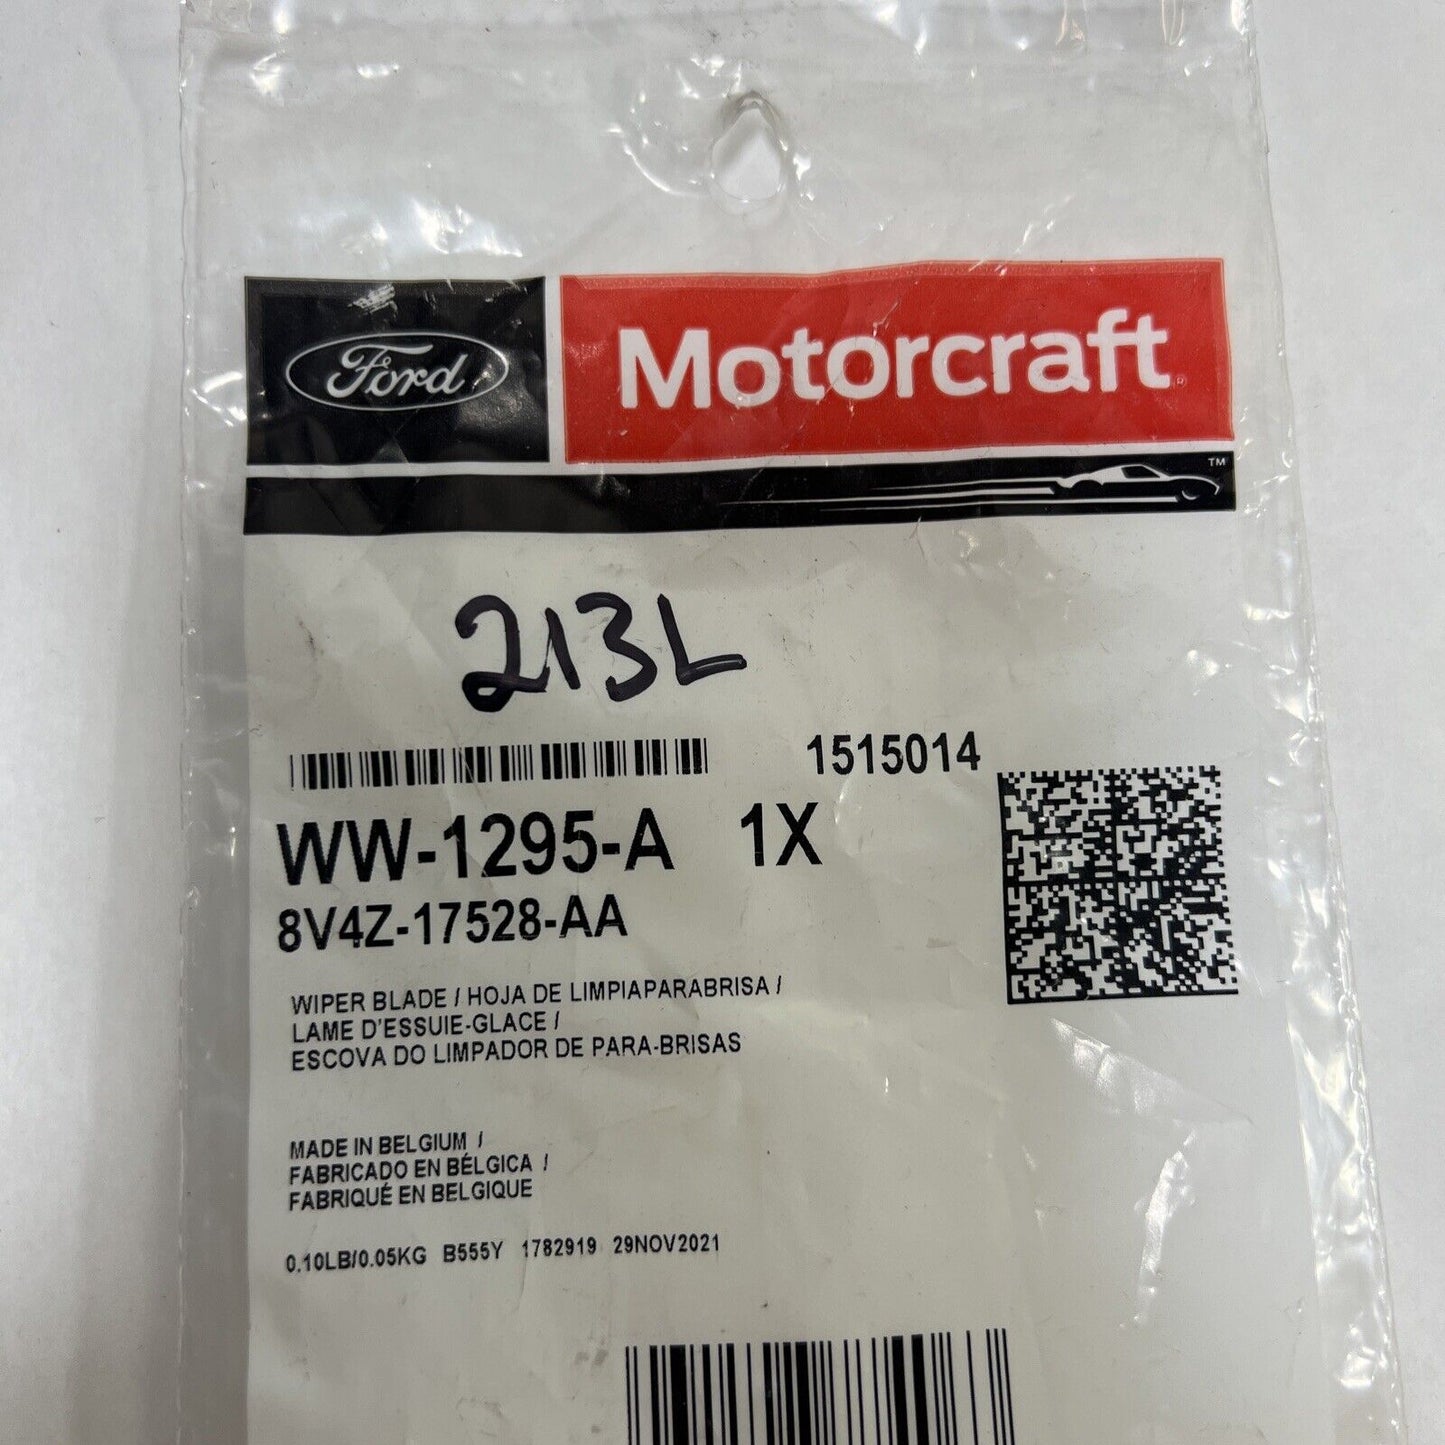 Ford Motorcraft®
TM
213L
1515014
WW-1295-A 1X
8V4Z-17528-AA
WIPER BLADE / HOJA DE LIMPIAPARABRISA /
LAME D'ESSUIE-GLACE /
ESCOVA DO LIMPADOR DE PARA-BRISAS
MADE IN BELGIUM /
FABRICADO EN BÉLGICA /
FABRIQUÉ EN BELGIQUE
0.10LB/0.05KG B555Y 1782919 29NOV2021